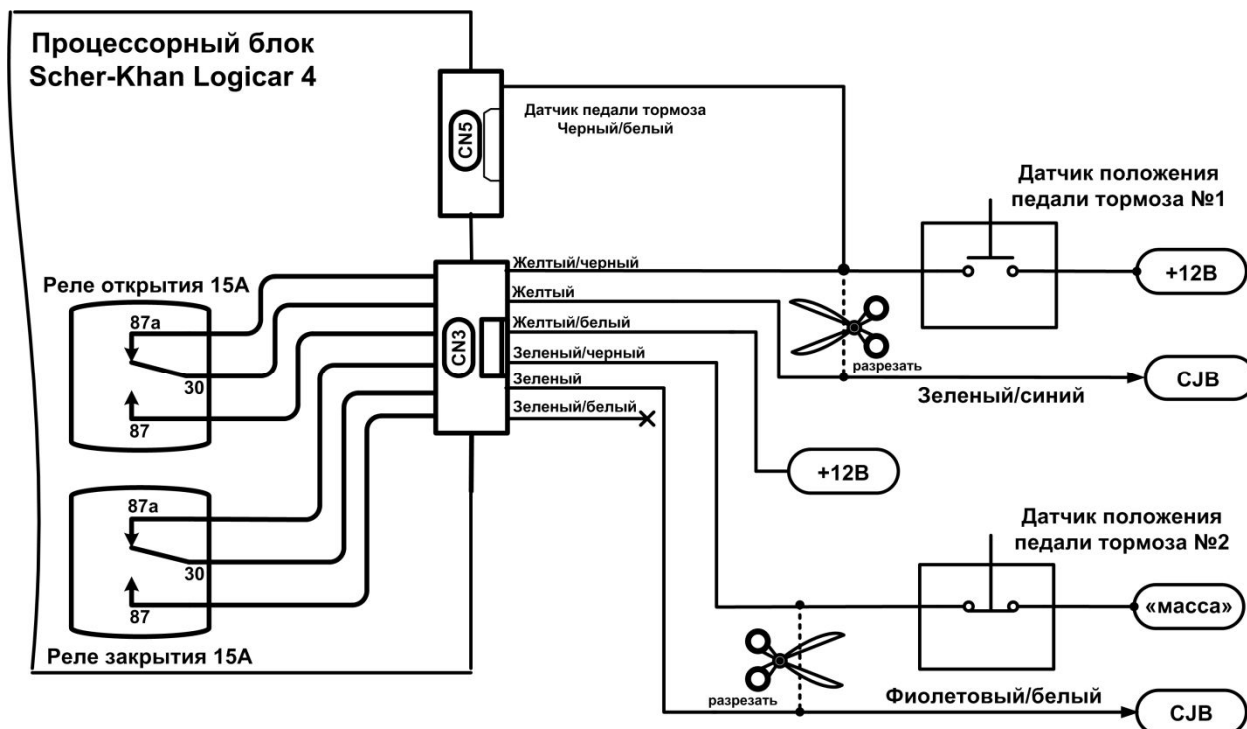 Процессорный блок
Scher-Khan Logicar 4
CN5
Датчик педали тормоза
Черный/белый
Датчик положения
педали тормоза №1
+12В
Реле открытия 15А
87a
30
87
CN3
Желтый/черный
Желтый
Желтый/белый
Зеленый/черный
Зеленый
Зеленый/белый
разрезать
CJB
Зеленый/синий
+12В
87a
30
87
Реле закрытия 15А
Датчик положения
педали тормоза №2
«масса»
разрезать
Фиолетовый/белый
CJB